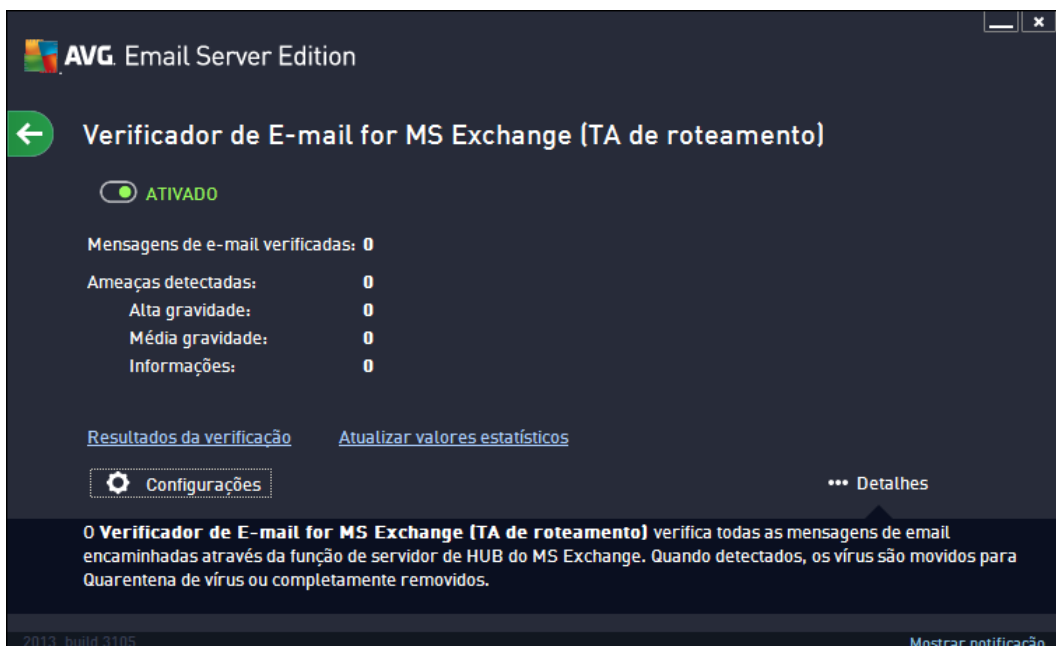 AVG. Email Server Edition
Verificador de E-mail for MS Exchange (TA de roteamento)
ATIVADO
Mensagens de e-mail verificadas: 0
Ameaças detectadas: 0
Alta gravidade: 0
Média gravidade: 0
Informações: 0
Resultados da verificação Atualizar valores estatísticos
Configurações ••• Detalhes
O Verificador de E-mail for MS Exchange (TA de roteamento) verifica todas as mensagens de email
encaminhadas através da função de servidor de HUB do MS Exchange. Quando detectados, os vírus são movidos para
Quarentena de vírus ou completamente removidos.
2013, build 3105 Mostrar notificação